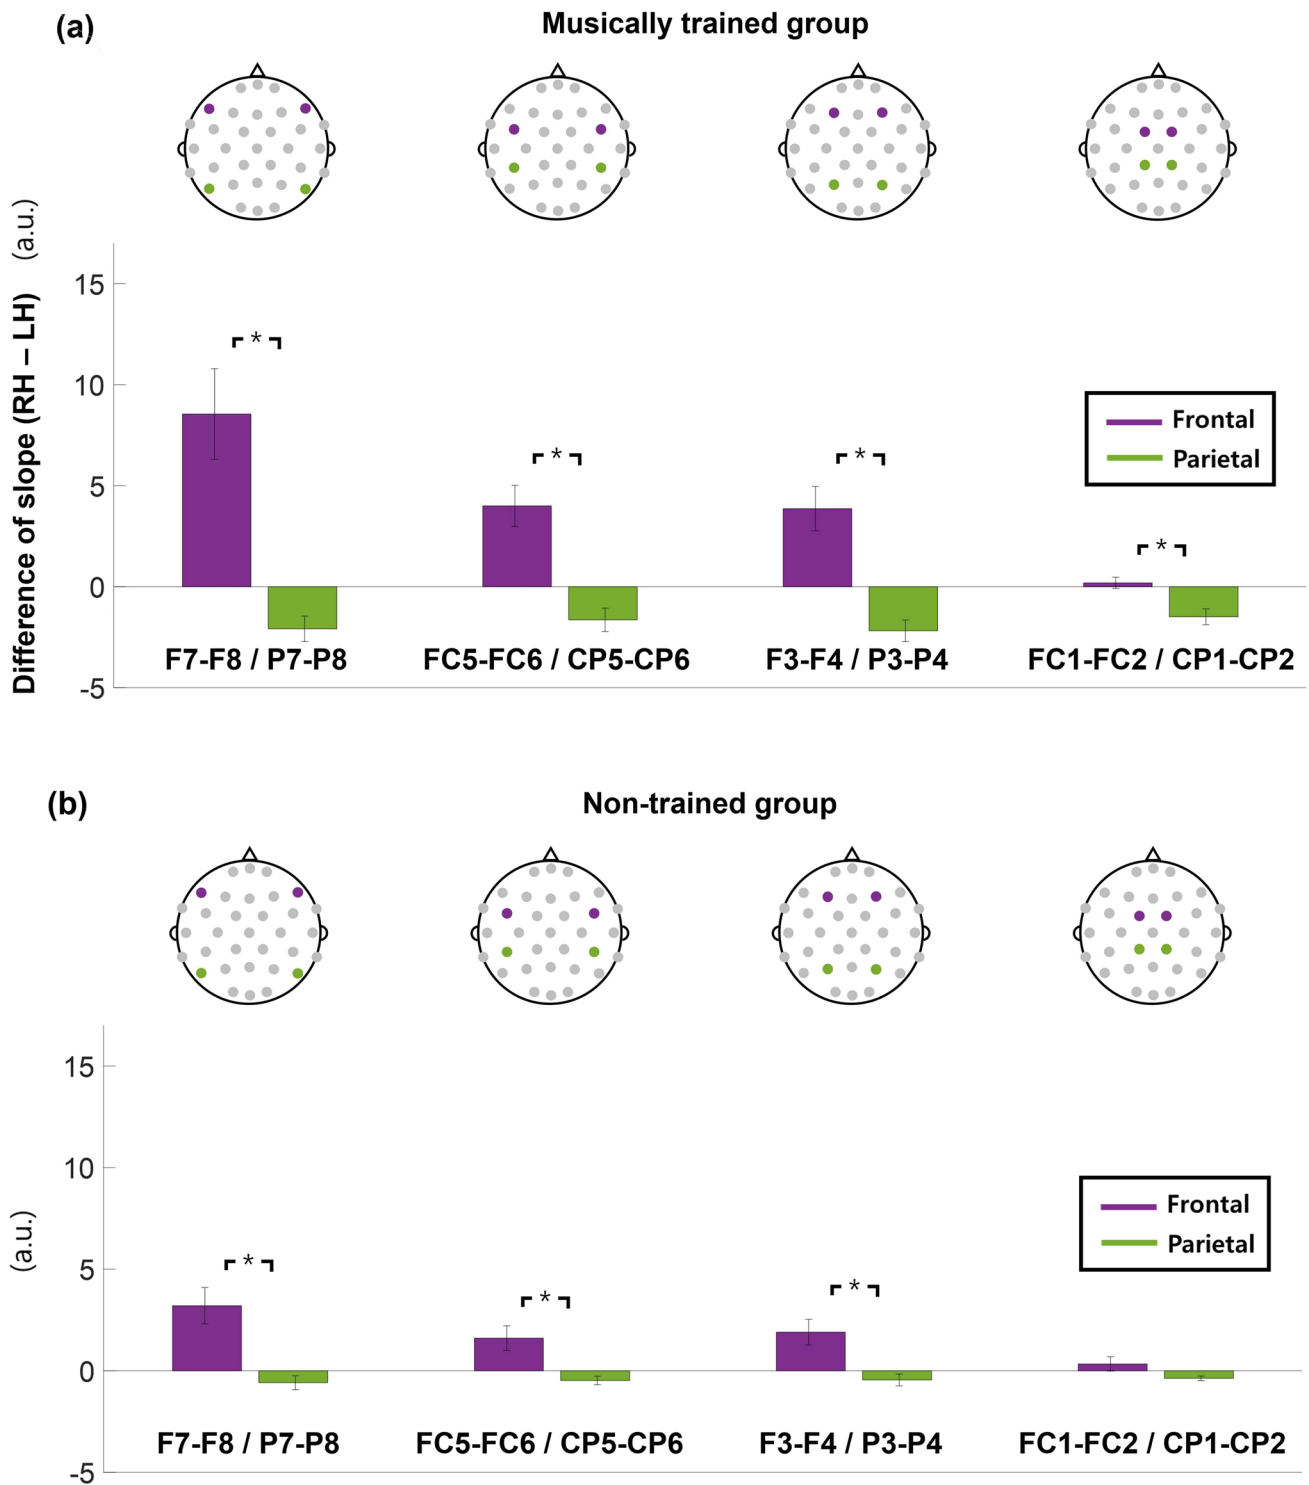 (a)
Musically trained group
Difference of slope (RH – LH) (a.u.)
15
10
5
0
-5
*
*
*
*
Frontal
Parietal
F7-F8 / P7-P8
FC5-FC6 / CP5-CP6
F3-F4 / P3-P4
FC1-FC2 / CP1-CP2
(b)
Non-trained group
(a.u.)
15
10
5
0
-5
*
*
*
Frontal
Parietal
F7-F8 / P7-P8
FC5-FC6 / CP5-CP6
F3-F4 / P3-P4
FC1-FC2 / CP1-CP2